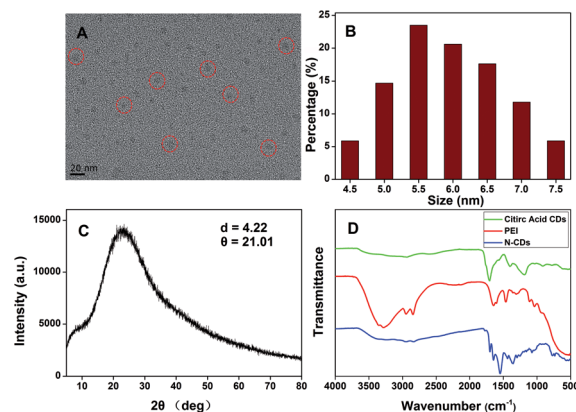 A
20 nm
B
Percentage (%)
25
20
15
10
5
0
4.5 5.0 5.5 6.0 6.5 7.0 7.5
Size (nm)
C
d = 4.22
θ = 21.01
Intensity (a.u.)
15000
10000
5000
0
10 20 30 40 50 60 70 80
2θ （deg）
D
Citirc Acid CDs
PEI
N-CDs
Transmittance
4000 3500 3000 2500 2000 1500 1000 500
Wavenumber (cm-1)